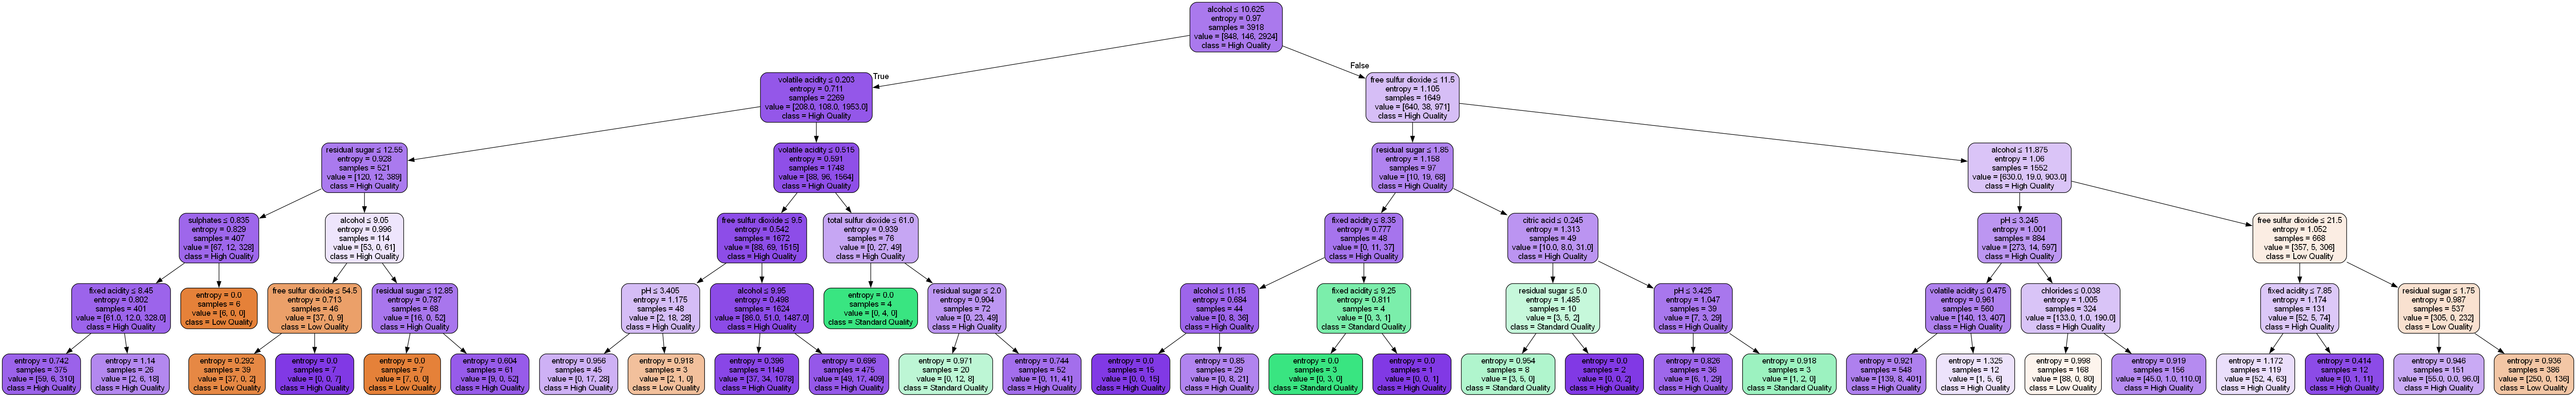 alcohol ≤ 10.625
entropy = 0.97
samples = 3918
value = [848, 146, 2924]
class = High Quality
True
False
volatile acidity ≤ 0.203
entropy = 0.711
samples = 2269
value = [208.0, 108.0, 1953.0]
class = High Quality
free sulfur dioxide ≤ 11.5
entropy = 1.105
samples = 1649
value = [640, 38, 971]
class = High Quality
residual sugar ≤ 12.55
entropy = 0.928
samples = 521
value = [120, 12, 389]
class = High Quality
volatile acidity ≤ 0.515
entropy = 0.591
samples = 1748
value = [88, 96, 1564]
class = High Quality
residual sugar ≤ 1.85
entropy = 1.158
samples = 97
value = [10, 19, 68]
class = High Quality
alcohol ≤ 11.875
entropy = 1.06
samples = 1552
value = [630.0, 19.0, 903.0]
class = High Quality
sulphates ≤ 0.835
entropy = 0.829
samples = 407
value = [67, 12, 328]
class = High Quality
alcohol ≤ 9.05
entropy = 0.996
samples = 114
value = [53, 0, 61]
class = High Quality
free sulfur dioxide ≤ 9.5
entropy = 0.542
samples = 1672
value = [88, 69, 1515]
class = High Quality
total sulfur dioxide ≤ 61.0
entropy = 0.939
samples = 76
value = [0, 27, 49]
class = High Quality
fixed acidity ≤ 8.35
entropy = 0.777
samples = 48
value = [0, 11, 37]
class = High Quality
citric acid ≤ 0.245
entropy = 1.313
samples = 49
value = [10.0, 8.0, 31.0]
class = High Quality
pH ≤ 3.245
entropy = 1.001
samples = 884
value = [273, 14, 597]
class = High Quality
free sulfur dioxide ≤ 21.5
entropy = 1.052
samples = 668
value = [357, 5, 306]
class = Low Quality
fixed acidity ≤ 8.45
entropy = 0.802
samples = 401
value = [61.0, 12.0, 328.0]
class = High Quality
entropy = 0.0
samples = 6
value = [6, 0, 0]
class = Low Quality
free sulfur dioxide ≤ 54.5
entropy = 0.713
samples = 46
value = [37, 0, 9]
class = Low Quality
residual sugar ≤ 12.85
entropy = 0.787
samples = 68
value = [16, 0, 52]
class = High Quality
pH ≤ 3.405
entropy = 1.175
samples = 48
value = [2, 18, 28]
class = High Quality
alcohol ≤ 9.95
entropy = 0.498
samples = 1624
value = [86.0, 51.0, 1487.0]
class = High Quality
entropy = 0.0
samples = 4
value = [0, 4, 0]
class = Standard Quality
residual sugar ≤ 2.0
entropy = 0.904
samples = 72
value = [0, 23, 49]
class = High Quality
alcohol ≤ 11.15
entropy = 0.684
samples = 44
value = [0, 8, 36]
class = High Quality
fixed acidity ≤ 9.25
entropy = 0.811
samples = 4
value = [0, 3, 1]
class = Standard Quality
residual sugar ≤ 5.0
entropy = 1.485
samples = 10
value = [3, 5, 2]
class = Standard Quality
pH ≤ 3.425
entropy = 1.047
samples = 39
value = [7, 3, 29]
class = High Quality
volatile acidity ≤ 0.475
entropy = 0.961
samples = 560
value = [140, 13, 407]
class = High Quality
chlorides ≤ 0.038
entropy = 1.005
samples = 324
value = [133.0, 1.0, 190.0]
class = High Quality
fixed acidity ≤ 7.85
entropy = 1.174
samples = 131
value = [52, 5, 74]
class = High Quality
residual sugar ≤ 1.75
entropy = 0.987
samples = 537
value = [305, 0, 232]
class = Low Quality
entropy = 0.742
samples = 375
value = [59, 6, 310]
class = High Quality
entropy = 1.14
samples = 26
value = [2, 6, 18]
class = High Quality
entropy = 0.292
samples = 39
value = [37, 0, 2]
class = Low Quality
entropy = 0.0
samples = 7
value = [0, 0, 7]
class = High Quality
entropy = 0.0
samples = 7
value = [7, 0, 0]
class = Low Quality
entropy = 0.604
samples = 61
value = [9, 0, 52]
class = High Quality
entropy = 0.956
samples = 45
value = [0, 17, 28]
class = High Quality
entropy = 0.918
samples = 3
value = [2, 1, 0]
class = Low Quality
entropy = 0.396
samples = 1149
value = [37, 34, 1078]
class = High Quality
entropy = 0.696
samples = 475
value = [49, 17, 409]
class = High Quality
entropy = 0.971
samples = 20
value = [0, 12, 8]
class = Standard Quality
entropy = 0.744
samples = 52
value = [0, 11, 41]
class = High Quality
entropy = 0.0
samples = 15
value = [0, 0, 15]
class = High Quality
entropy = 0.85
samples = 29
value = [0, 8, 21]
class = High Quality
entropy = 0.0
samples = 3
value = [0, 3, 0]
class = Standard Quality
entropy = 0.0
samples = 1
value = [0, 0, 1]
class = High Quality
entropy = 0.954
samples = 8
value = [3, 5, 0]
class = Standard Quality
entropy = 0.0
samples = 2
value = [0, 0, 2]
class = High Quality
entropy = 0.826
samples = 36
value = [6, 1, 29]
class = High Quality
entropy = 0.918
samples = 3
value = [1, 2, 0]
class = Standard Quality
entropy = 0.921
samples = 548
value = [139, 8, 401]
class = High Quality
entropy = 1.325
samples = 12
value = [1, 5, 6]
class = High Quality
entropy = 0.998
samples = 168
value = [88, 0, 80]
class = Low Quality
entropy = 0.919
samples = 156
value = [45.0, 1.0, 110.0]
class = High Quality
entropy = 1.172
samples = 119
value = [52, 4, 63]
class = High Quality
entropy = 0.414
samples = 12
value = [0, 1, 11]
class = High Quality
entropy = 0.946
samples = 151
value = [55.0, 0.0, 96.0]
class = High Quality
entropy = 0.936
samples = 386
value = [250, 0, 136]
class = Low Quality